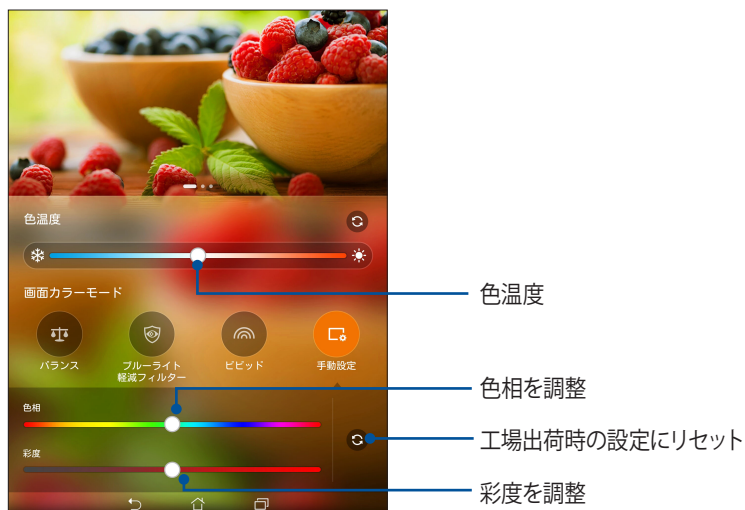 色温度
画面カラーモード
バランス
ブルーライト
軽減フィルター
ビビッド
手動設定
色相
彩度
色温度
色相を調整
工場出荷時の設定にリセット
彩度を調整